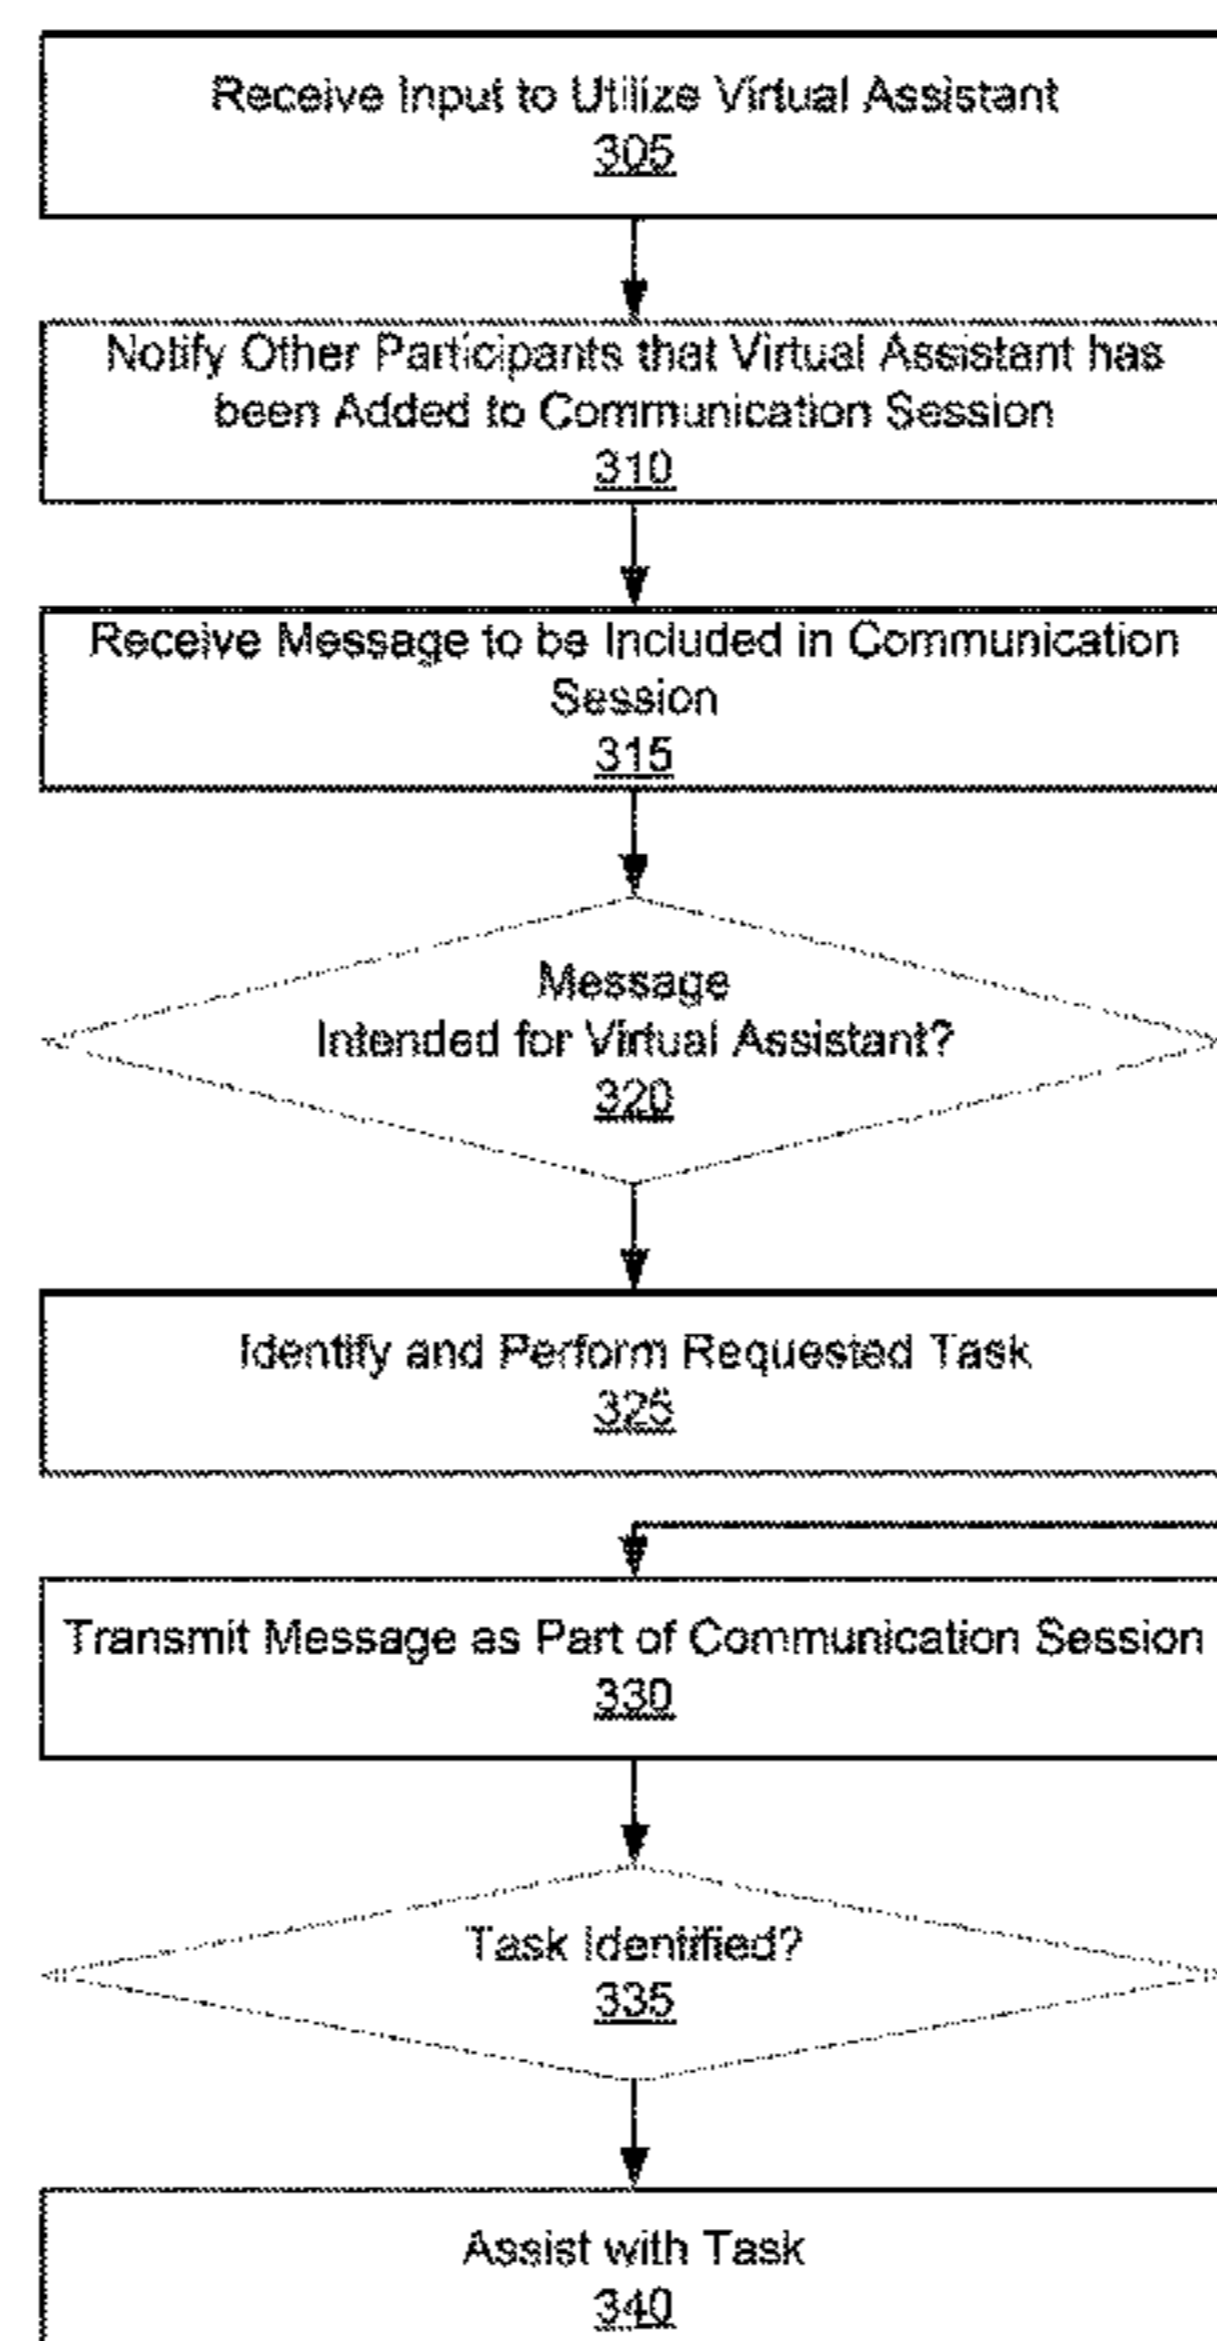 Receive Input to Utilize Virtual Assistant
305
Notify Other Participants that Virtual Assistant has
been Added to Communication Session
310
Receive Message to be Included in Communication
Session
315
Message
Intended for Virtual Assistant?
320
Identify and Perform Requested Task
325
Transmit Message as Part of Communication Session
330
Task Identified?
335
Assist with Task
340